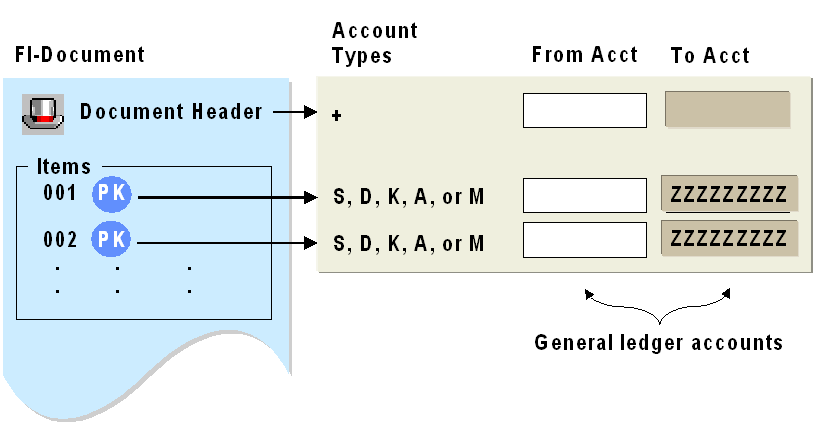 Account
Types
FI-Document
From Acct
To Acct
Document Header
+
Items
001 PK
S, D, K, A, or M
ZZZZZZZZZ
002 PK
S, D, K, A, or M
ZZZZZZZZZ
. . .
. . .
General ledger accounts